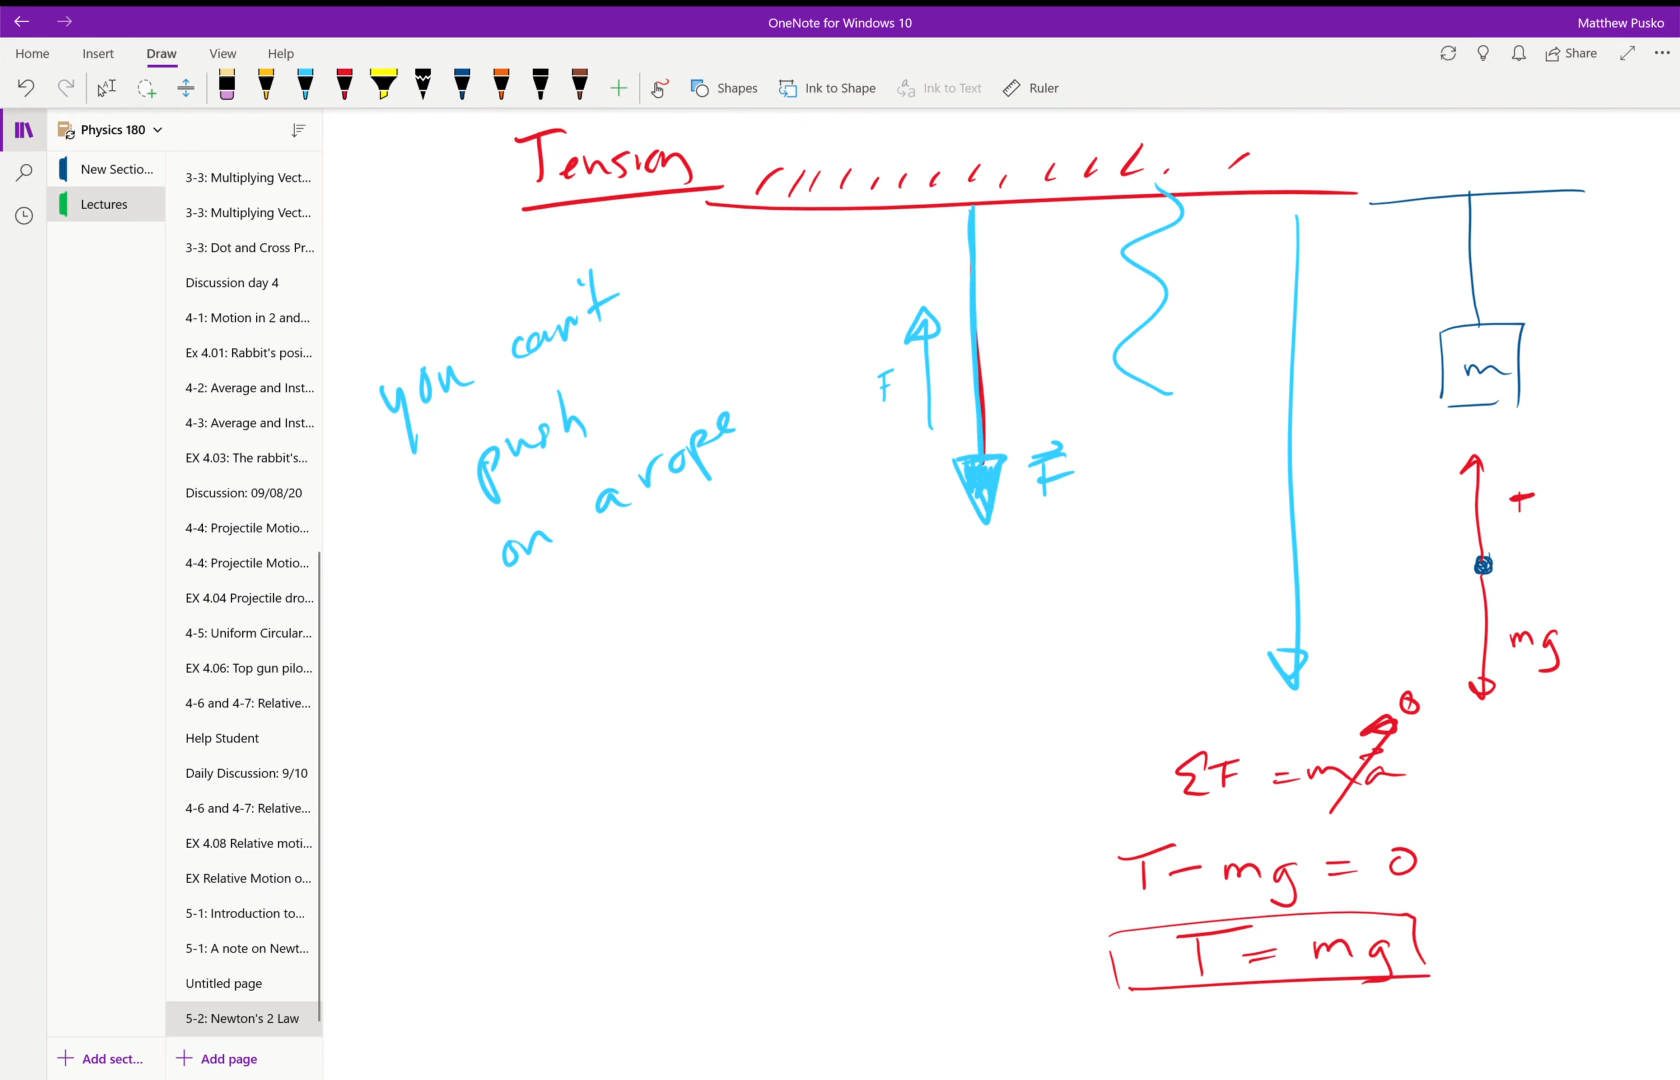 OneNote for Windows 10
Matthew Pusko
Home Insert Draw View Help
Share
Shapes
Ink to Shape
Ink to Text
Ruler
Physics 180
New Sectio...
Lectures
3-3: Multiplying Vect...
3-3: Multiplying Vect...
3-3: Dot and Cross Pr...
Discussion day 4
4-1: Motion in 2 and...
Ex 4.01: Rabbit's posi...
4-2: Average and Inst...
4-3: Average and Inst...
EX 4.03: The rabbit's...
Discussion: 09/08/20
4-4: Projectile Motio...
4-4: Projectile Motio...
EX 4.04 Projectile dro...
4-5: Uniform Circular...
EX 4.06: Top gun pilo...
4-6 and 4-7: Relative...
Help Student
Daily Discussion: 9/10
4-6 and 4-7: Relative...
EX 4.08 Relative moti...
EX Relative Motion o...
5-1: Introduction to...
5-1: A note on Newt...
Untitled page
5-2: Newton's 2 Law
Add sect...
Add page
Tension
you can't
push
on a rope
F
F⃗
m
T
mg
ΣF = ma 0
T - mg = 0
T = mg